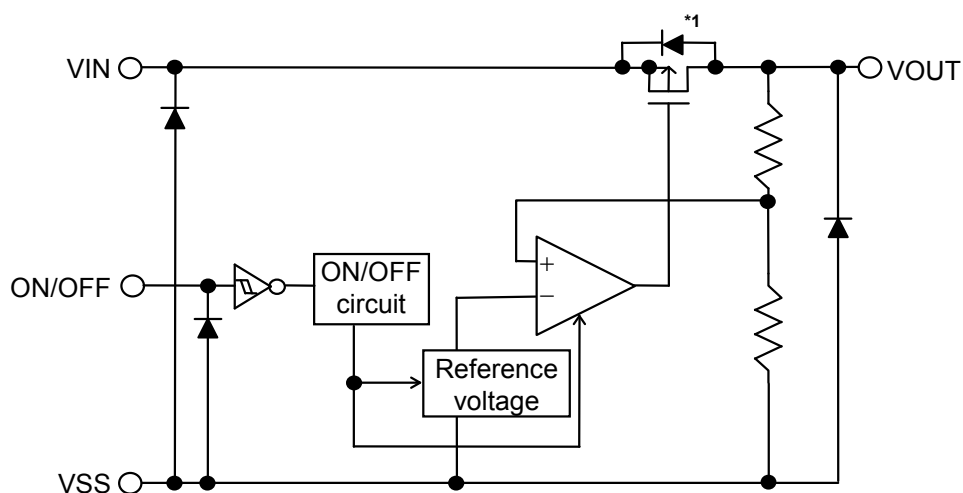 *1
VIN
VOUT
ON/OFF
ON/OFF
circuit
+
−
Reference
voltage
VSS